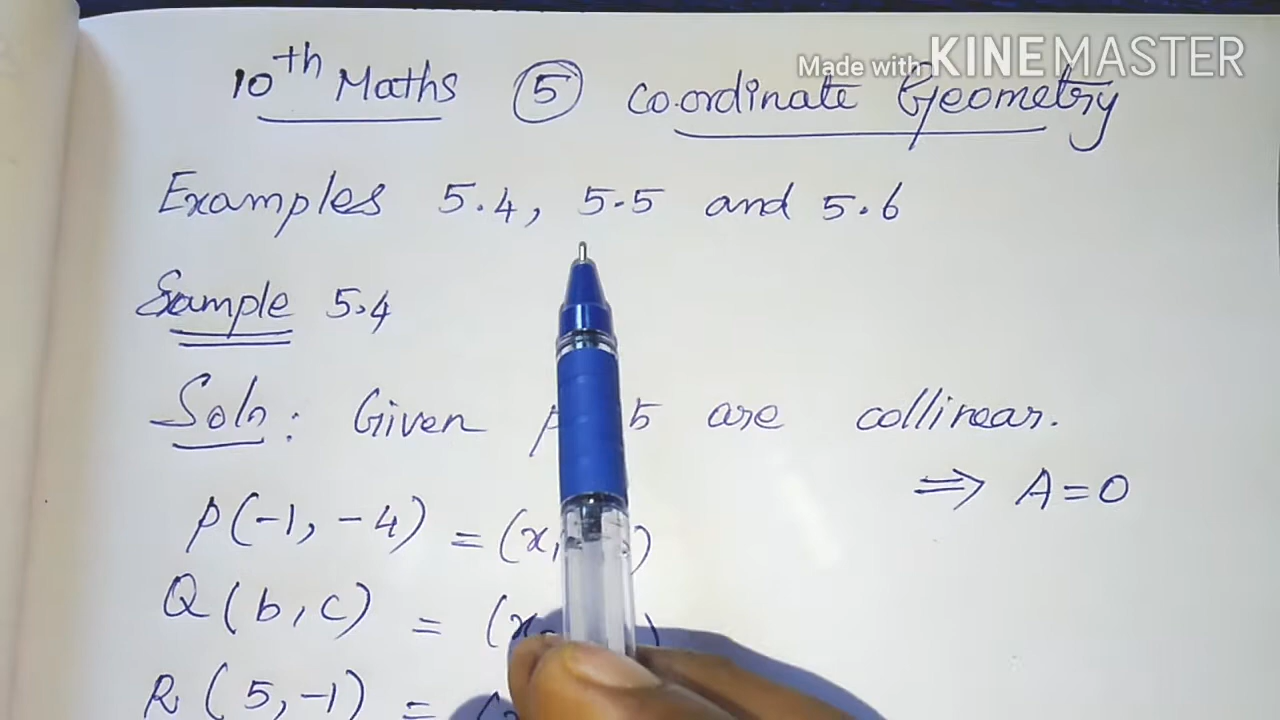 Made with KINEMASTER
10th Maths 5 Co-ordinate Geometry
Examples 5.4, 5.5 and 5.6
Example 5.4
Soln: Given are collinear.
⇒ A=0
P(-1, -4) = (x,
Q(b, c) =
R(5, -1) =